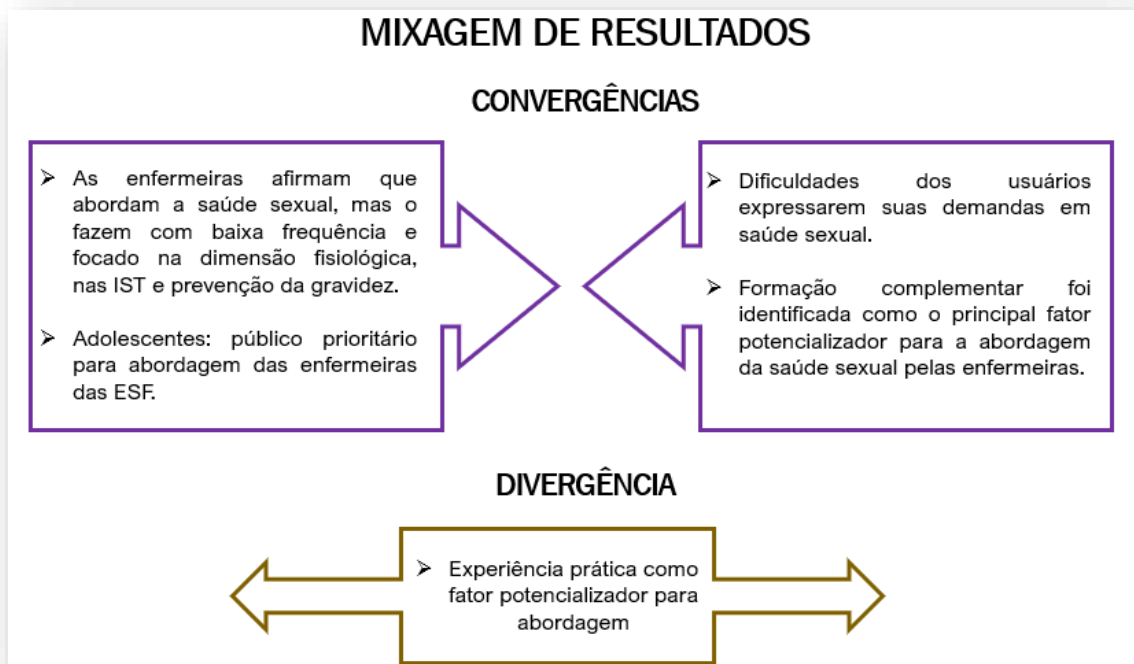 MIXAGEM DE RESULTADOS
CONVERGÊNCIAS
➢ As enfermeiras afirmam que
abordam a saúde sexual, mas o
fazem com baixa frequência e
focado na dimensão fisiológica,
nas IST e prevenção da gravidez.
➢ Adolescentes: público prioritário
para abordagem das enfermeiras
das ESF.
➢ Dificuldades dos usuários
expressarem suas demandas em
saúde sexual.
➢ Formação complementar foi
identificada como o principal fator
potencializador para a abordagem
da saúde sexual pelas enfermeiras.
DIVERGÊNCIA
➢ Experiência prática como
fator potencializador para
abordagem